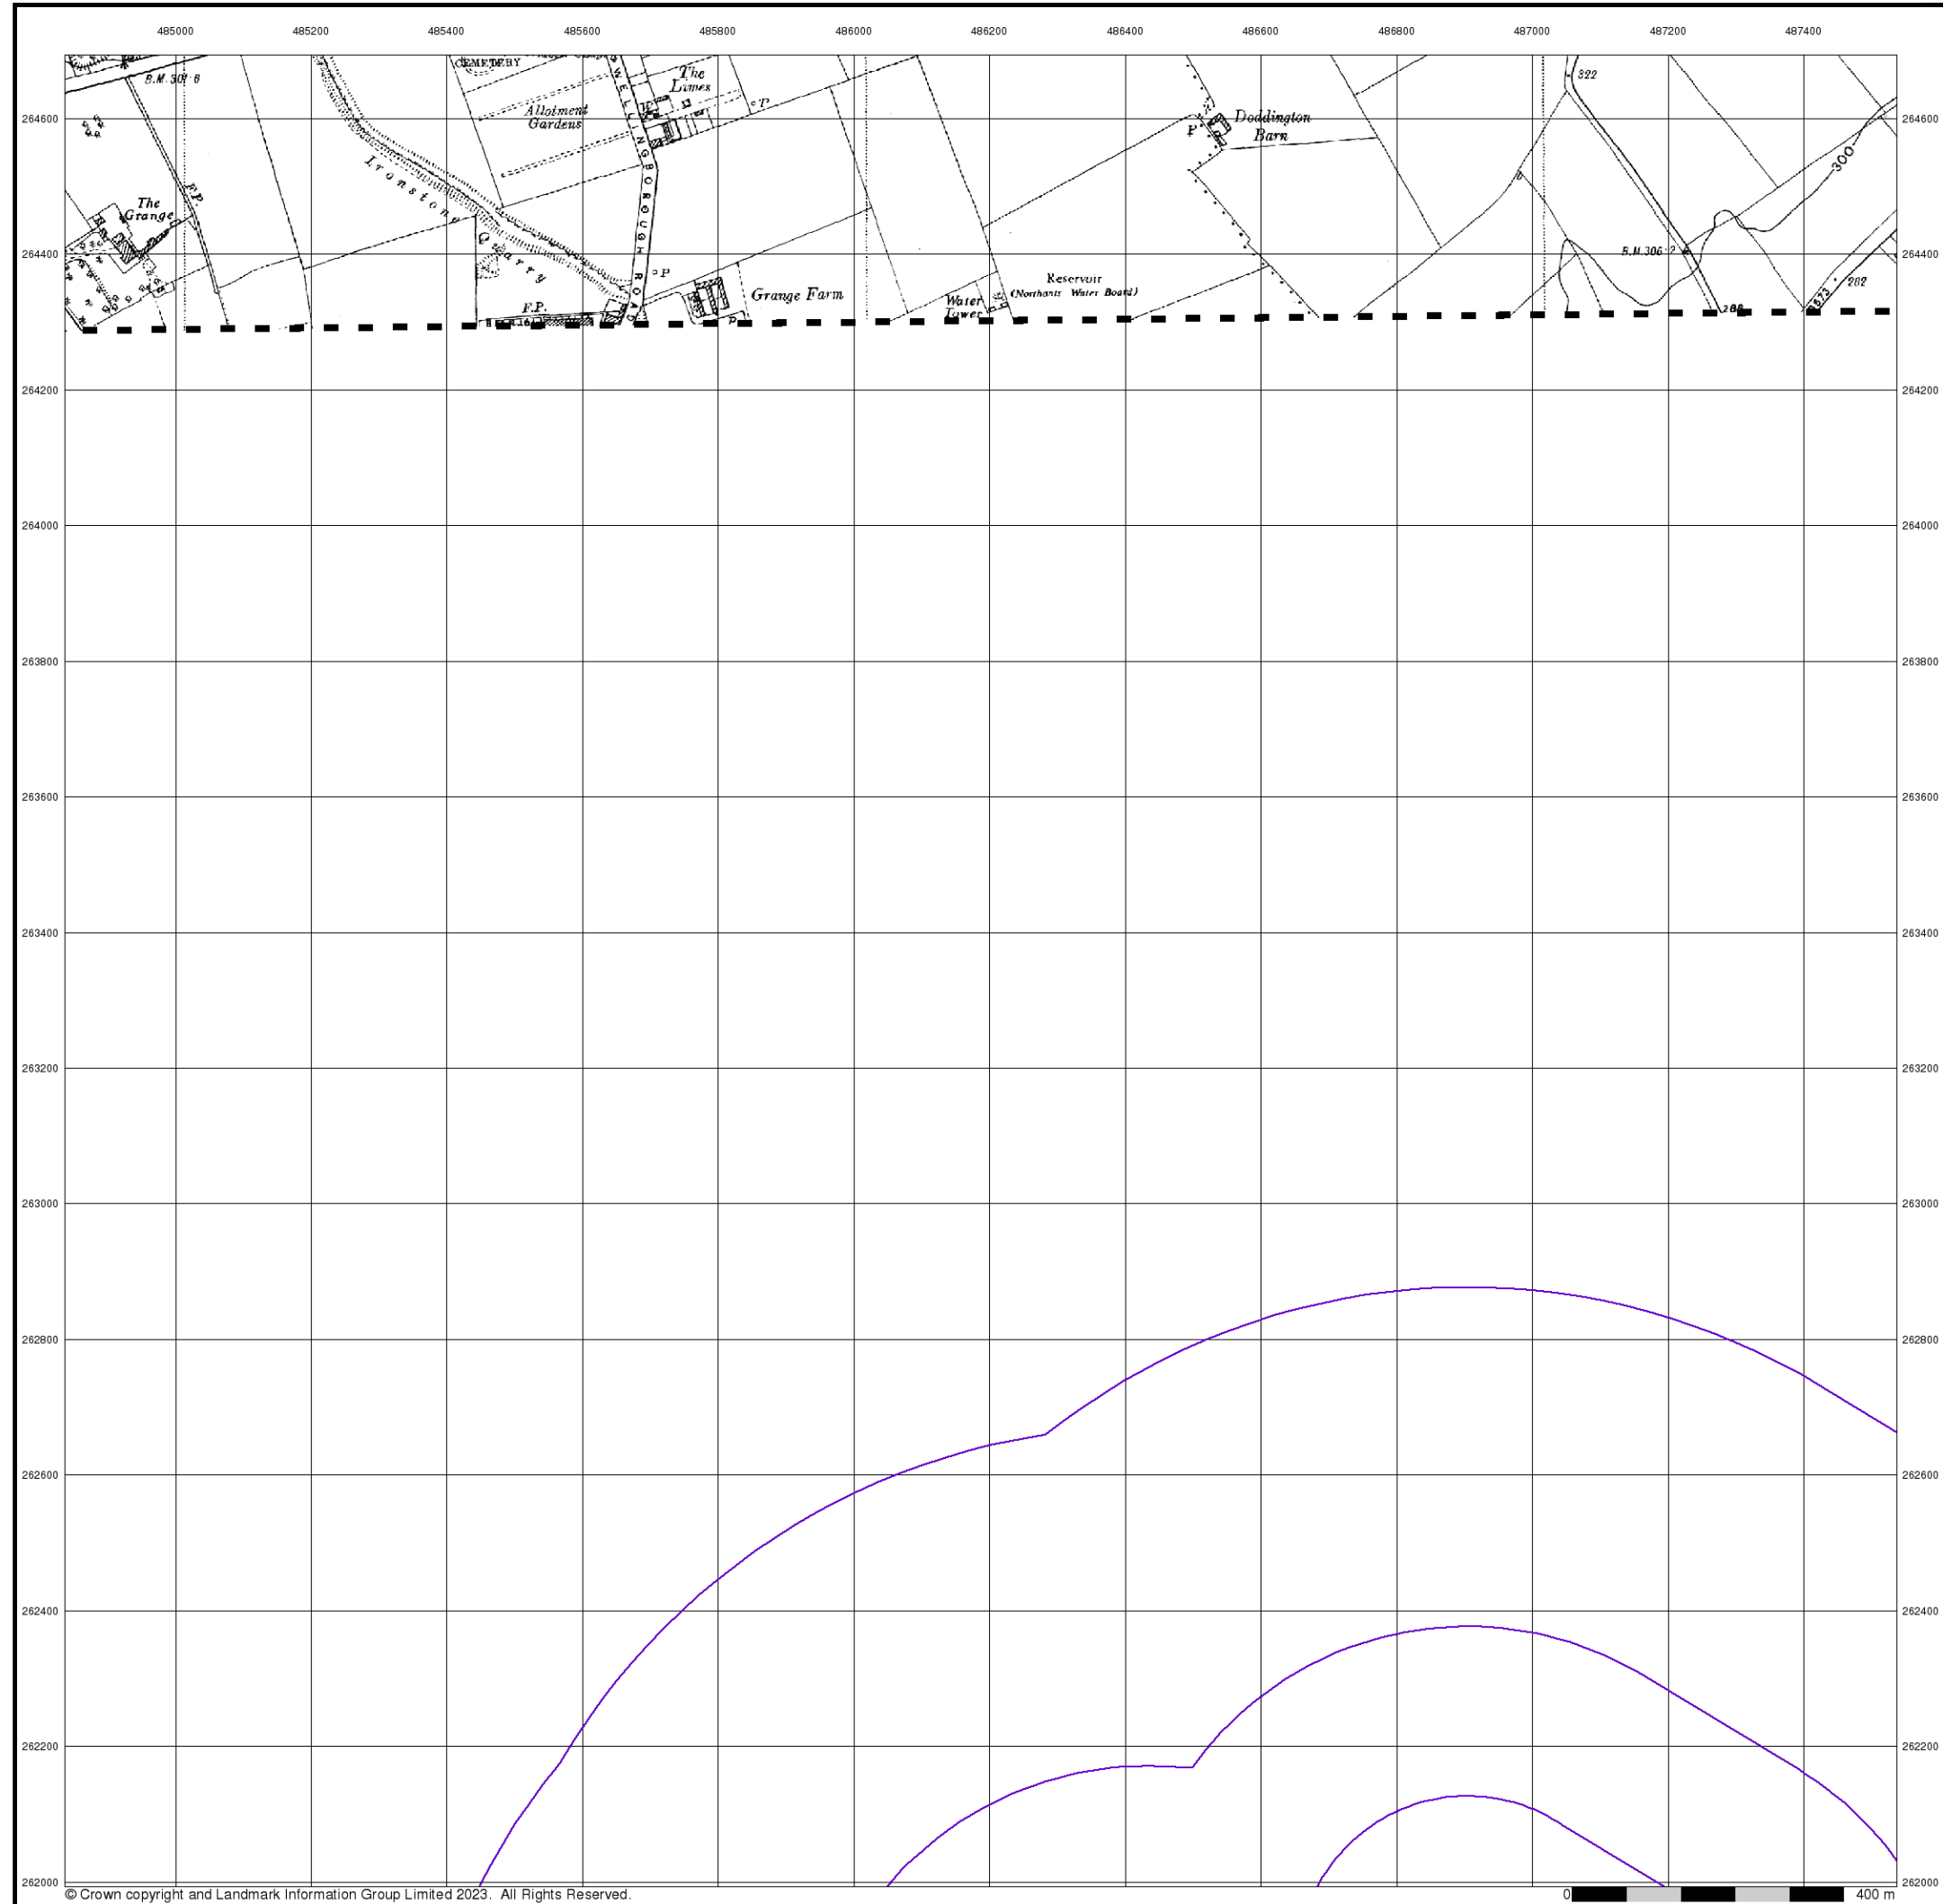 485000 485200 485400 485600 485800 486000 486200 486400 486600 486800 487000 487200 487400
CEMETERY
The
Limes
322
B.M. 301·6
P
Allotment
Gardens
264600
Doddington
Barn
P
264600
300
Ironstone Quarry
F.P.
WELLINGBOROUGH ROAD
The
Grange
264400
B.M. 306·2
264400
P
Reservoir
(Northants Water Board)
262
Grange Farm
Water
Tower
F.P.
P
264200 264200
264000 264000
263800 263800
263600 263600
263400 263400
263200 263200
263000 263000
262800 262800
262600 262600
262400 262400
262200 262200
262000 262000
© Crown copyright and Landmark Information Group Limited 2023. All Rights Reserved.
0 400 m